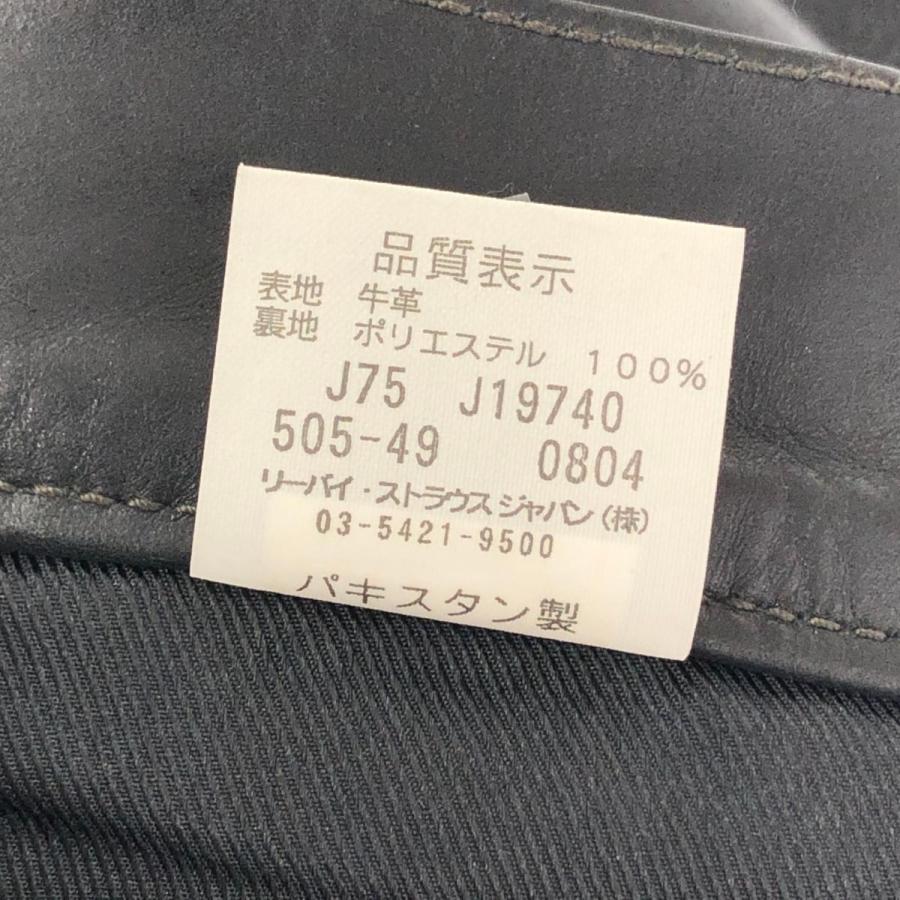 品質表示
表地 牛革
裏地 ポリエステル 100%
J75 J19740
505-49 0804
リーバイ・ストラウスジャパン(株)
03-5421-9500
パキスタン製